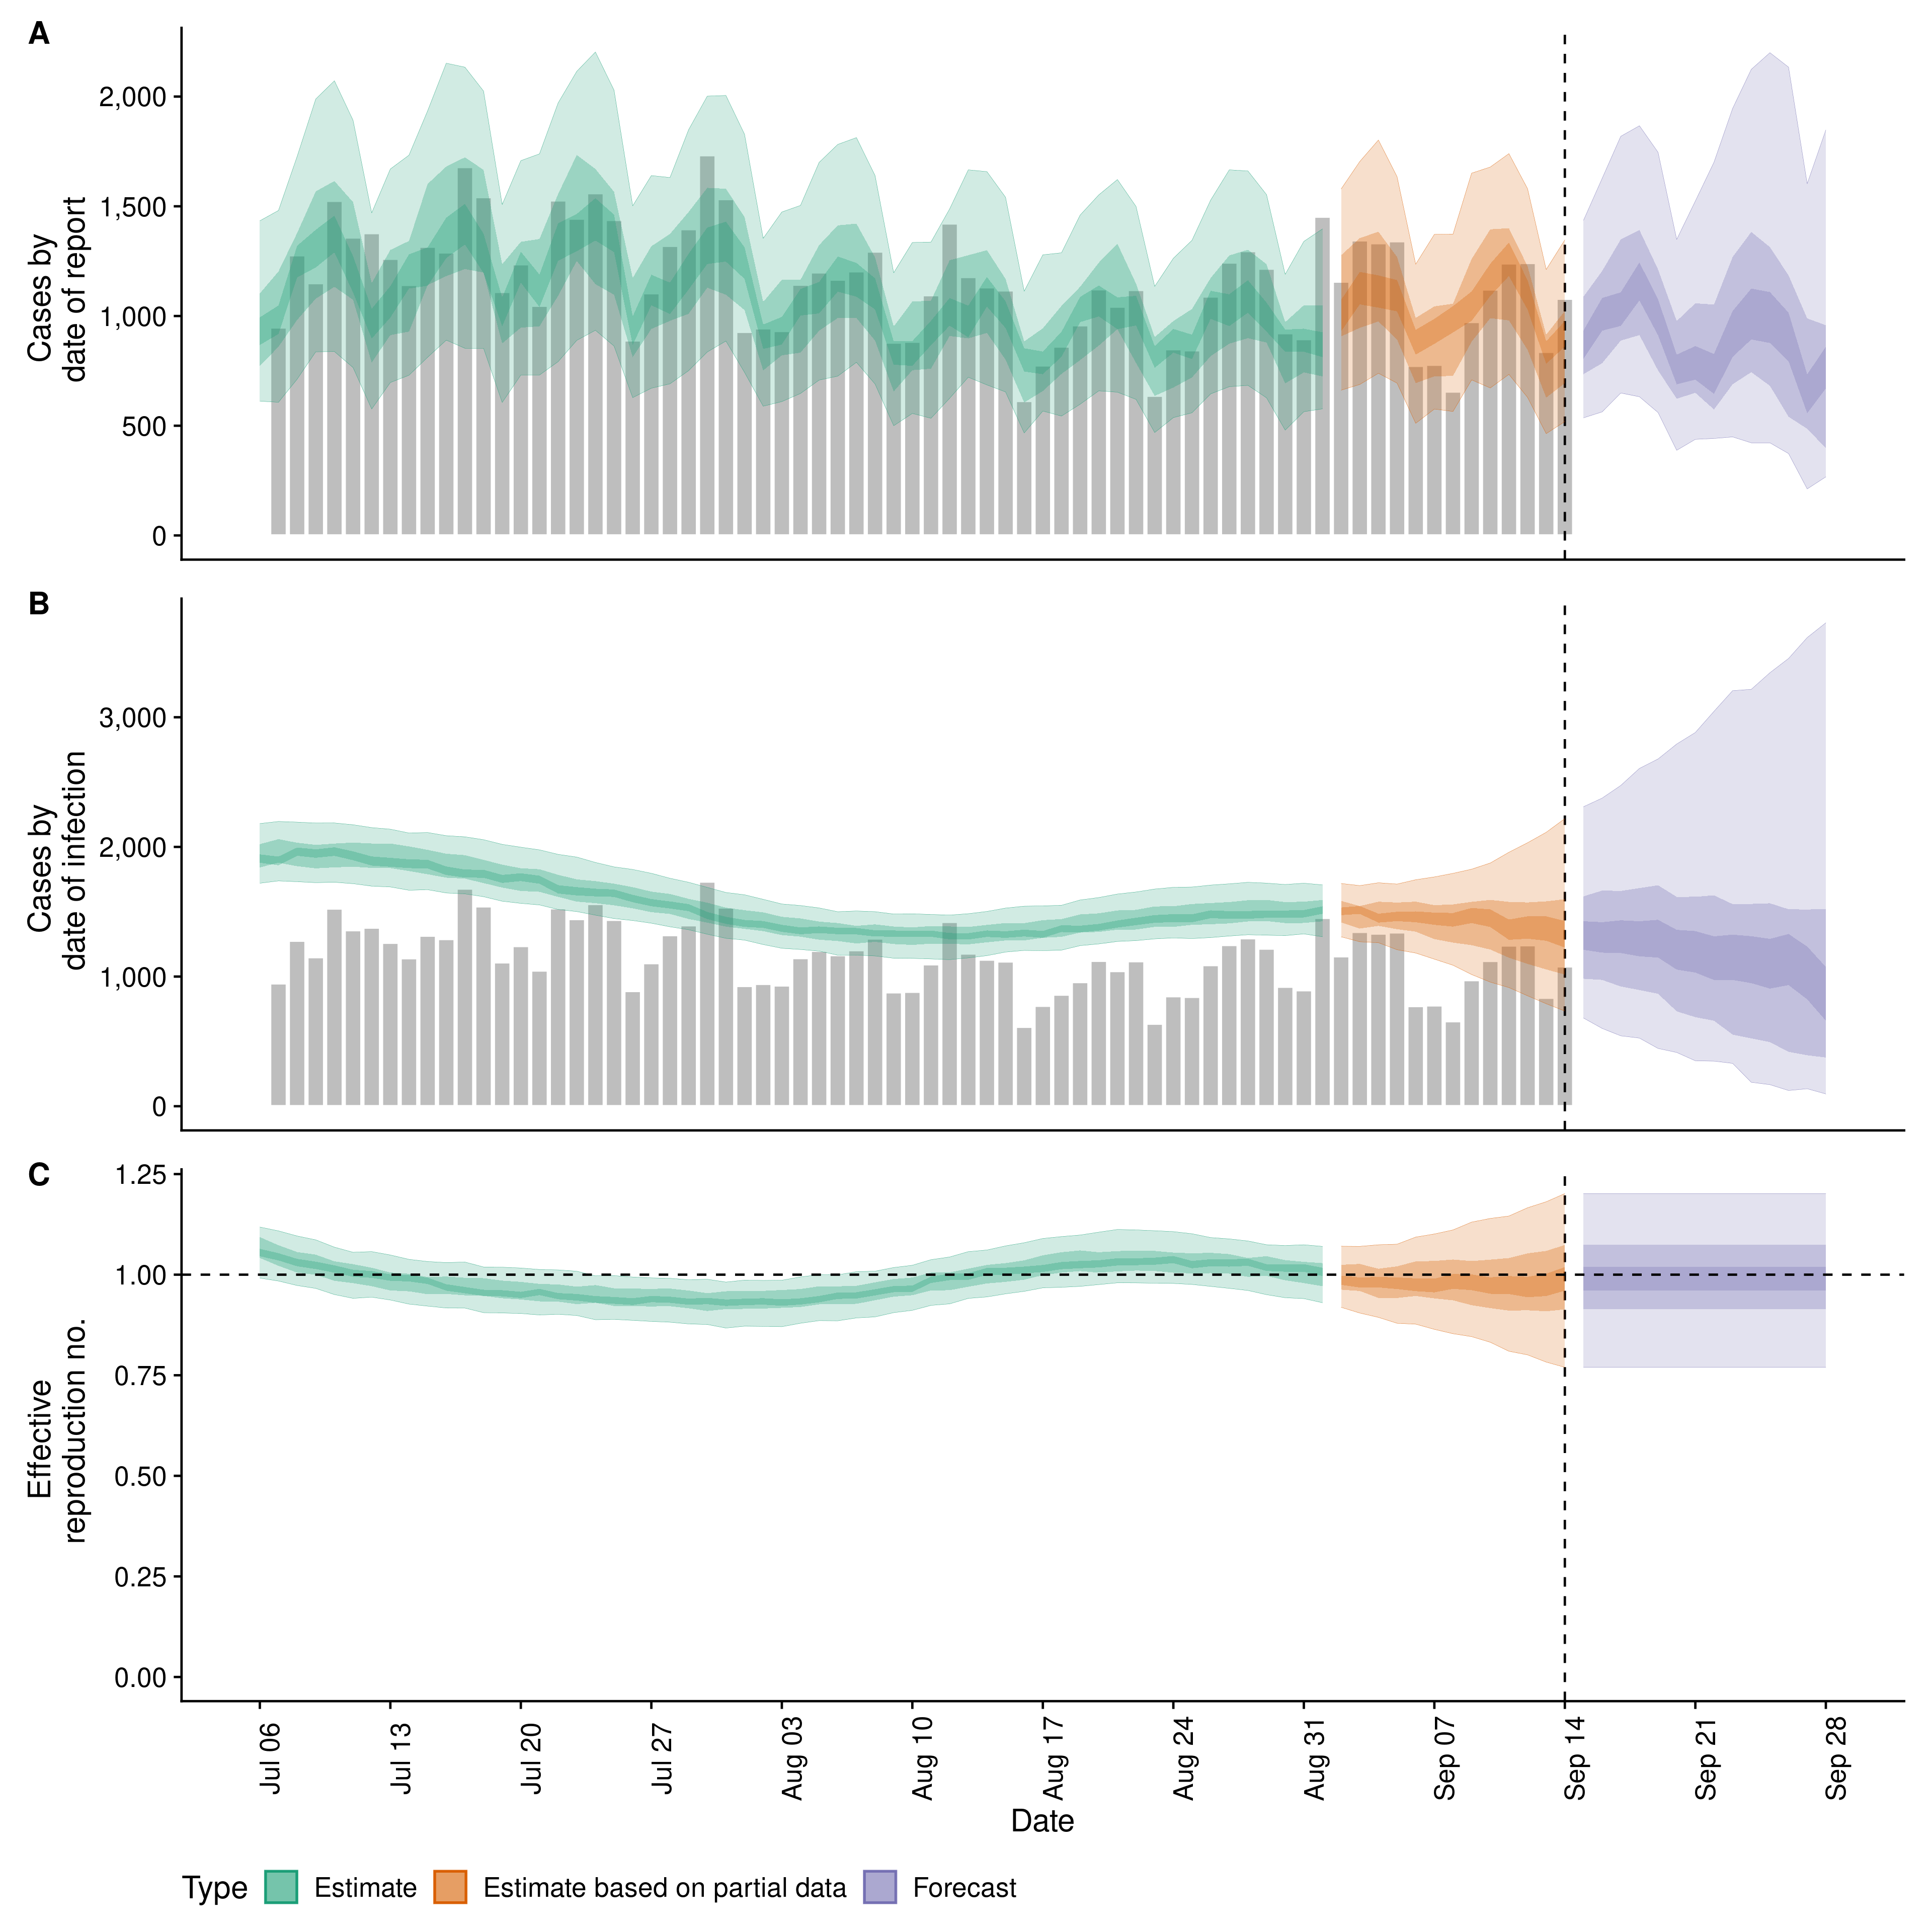 A
Cases by
date of report
2,000
1,500
1,000
500
0
B
Cases by
date of infection
3,000
2,000
1,000
0
C
Effective
reproduction no.
1.25
1.00
0.75
0.50
0.25
0.00
Jul 06
Jul 13
Jul 20
Jul 27
Aug 03
Aug 10
Aug 17
Aug 24
Aug 31
Sep 07
Sep 14
Sep 21
Sep 28
Date
Type Estimate Estimate based on partial data Forecast